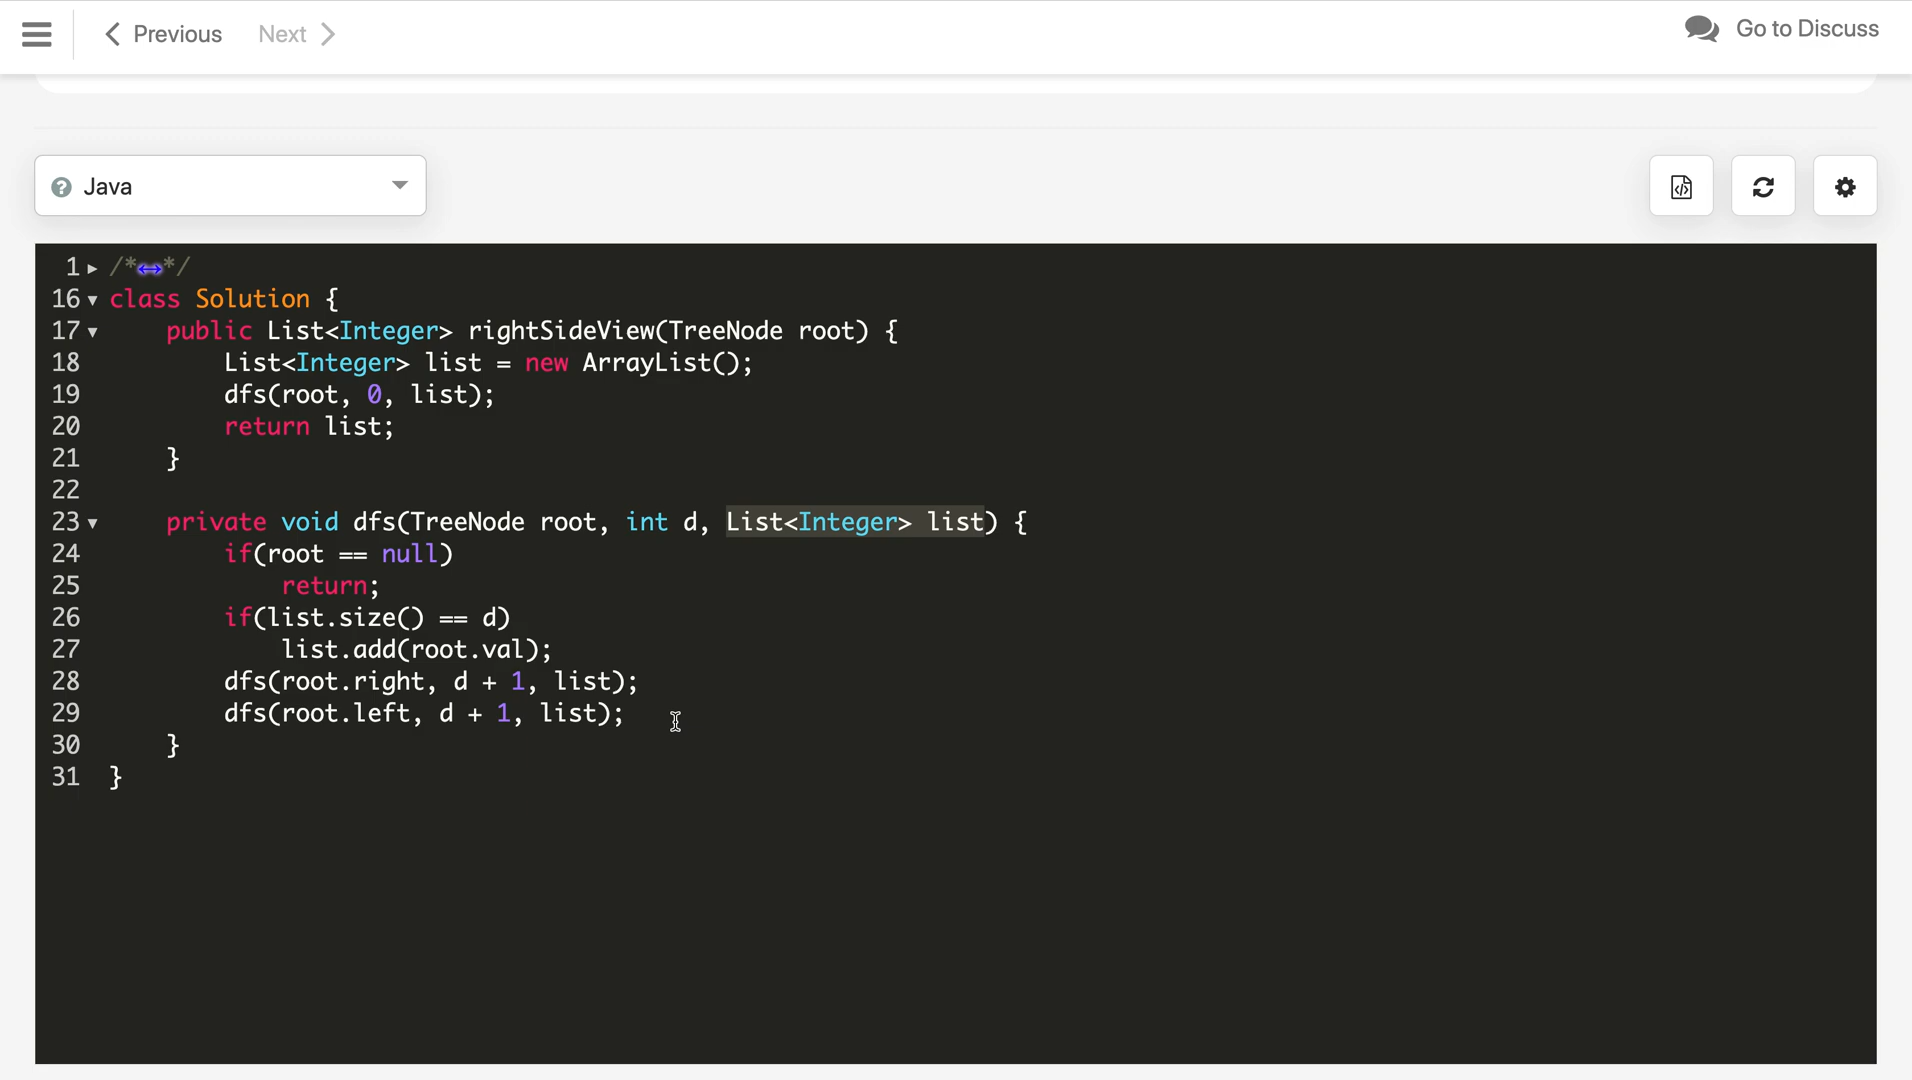 Previous Next Go to Discuss
Java
1 /*↔*/
16 class Solution {
17 public List<Integer> rightSideView(TreeNode root) {
18 List<Integer> list = new ArrayList();
19 dfs(root, 0, list);
20 return list;
21 }
22
23 private void dfs(TreeNode root, int d, List<Integer> list) {
24 if(root == null)
25 return;
26 if(list.size() == d)
27 list.add(root.val);
28 dfs(root.right, d + 1, list);
29 dfs(root.left, d + 1, list);
30 }
31 }